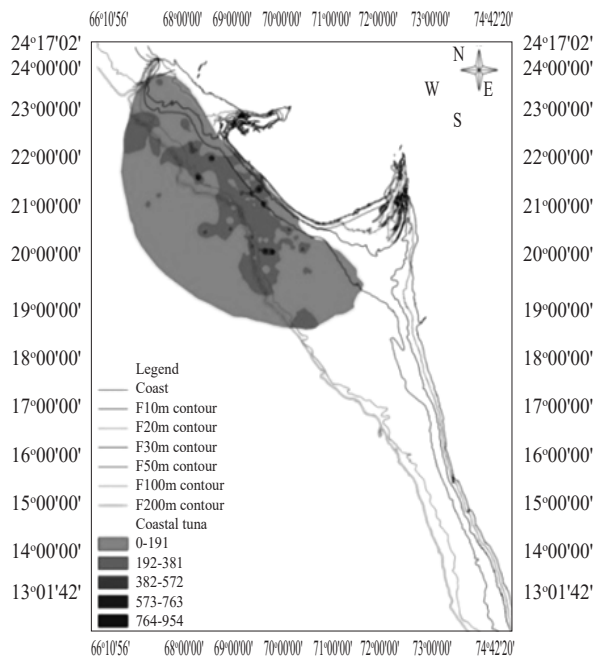 66°10'56" 68°00'00" 69°00'00" 70°00'00" 71°00'00" 72°00'00" 73°00'00" 74°42'20"
24°17'02" 24°17'02"
24°00'00" 24°00'00"
23°00'00" 23°00'00"
22°00'00" 22°00'00"
21°00'00" 21°00'00"
20°00'00" 20°00'00"
19°00'00" 19°00'00"
18°00'00" 18°00'00"
17°00'00" 17°00'00"
16°00'00" 16°00'00"
15°00'00" 15°00'00"
14°00'00" 14°00'00"
13°01'42" 13°01'42"
N
W E
S
Legend
Coast
F10m contour
F20m contour
F30m contour
F50m contour
F100m contour
F200m contour
Coastal tuna
0-191
192-381
382-572
573-763
764-954
66°10'56" 68°00'00" 69°00'00" 70°00'00" 71°00'00" 72°00'00" 73°00'00" 74°42'20"